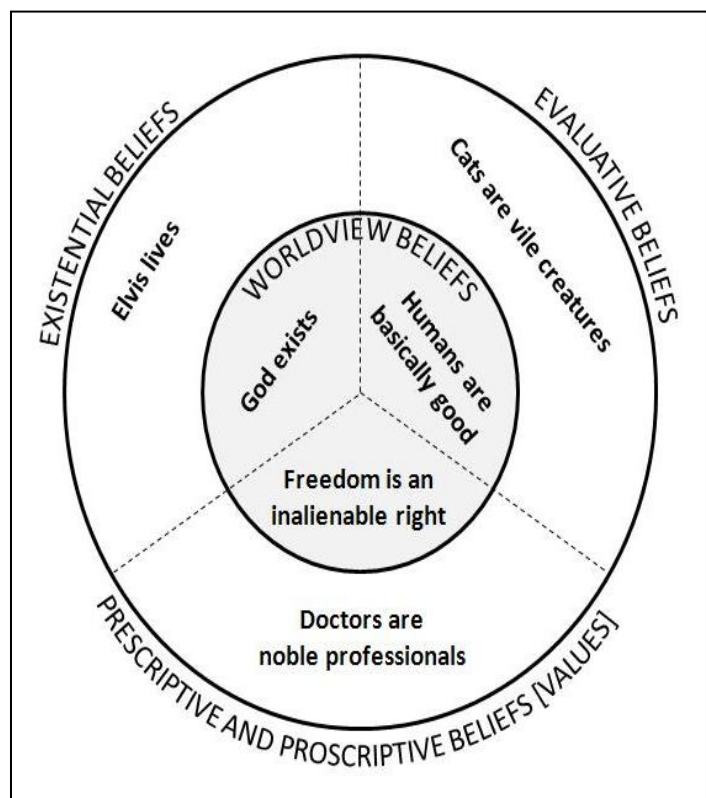 EXISTENTIAL BELIEFS
EVALUATIVE BELIEFS
Elvis lives
Cats are vile creatures
WORLDVIEW BELIEFS
God exists
Humans are
basically good
Freedom is an
inalienable right
Doctors are
noble professionals
PRESCRIPTIVE AND PROSCRIPTIVE BELIEFS [VALUES]